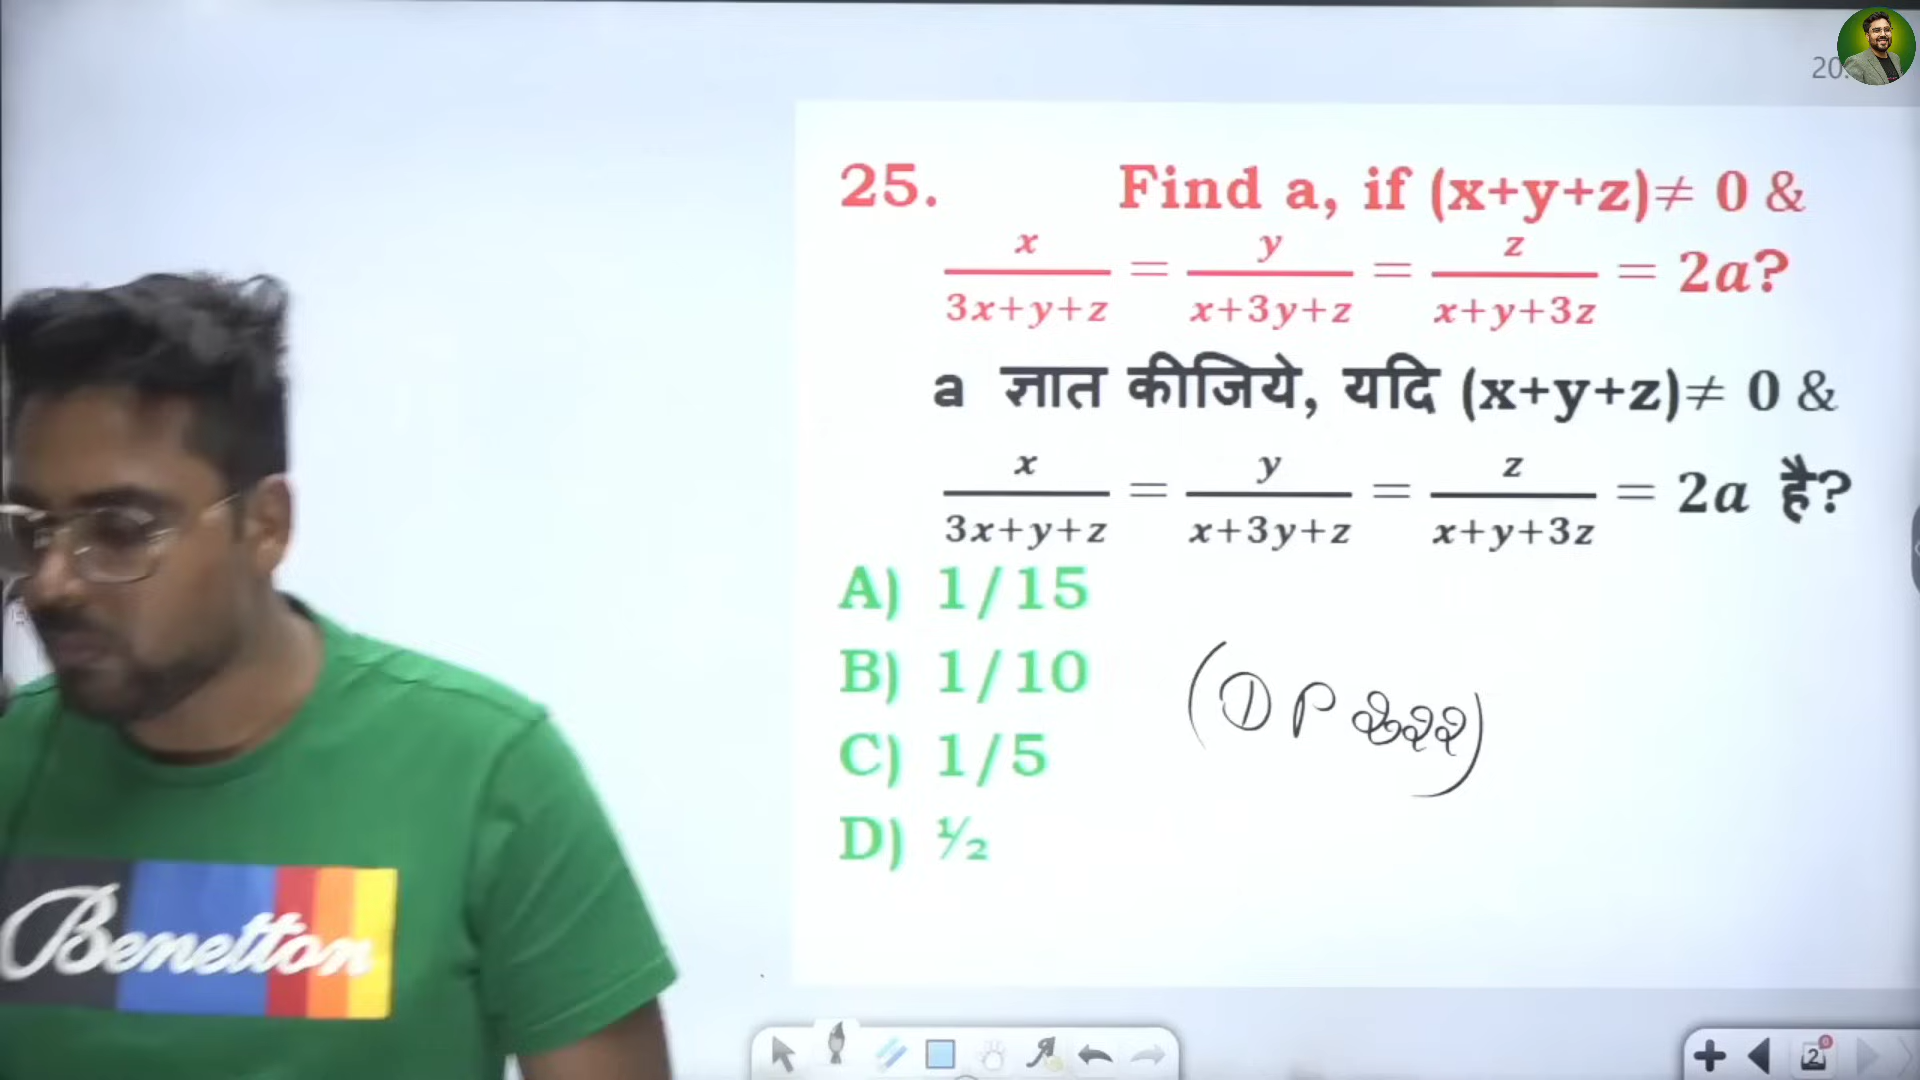 25. Find a, if (x+y+z)≠ 0 &
x/3x+y+z = y/x+3y+z = z/x+y+3z = 2a?
a ज्ञात कीजिये, यदि (x+y+z)≠ 0 &
x/3x+y+z = y/x+3y+z = z/x+y+3z = 2a है?
A) 1/15
B) 1/10
C) 1/5
D) ½
Benetton
2